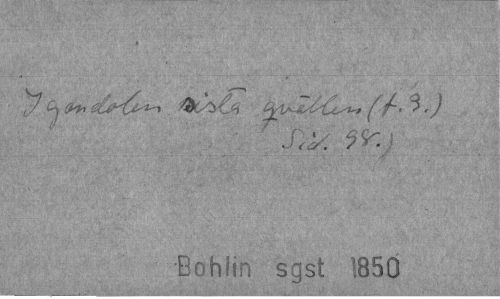 I gondolen sista qvällen (t. 3.)
Sid. 98.)
Bohlin sgst 1850